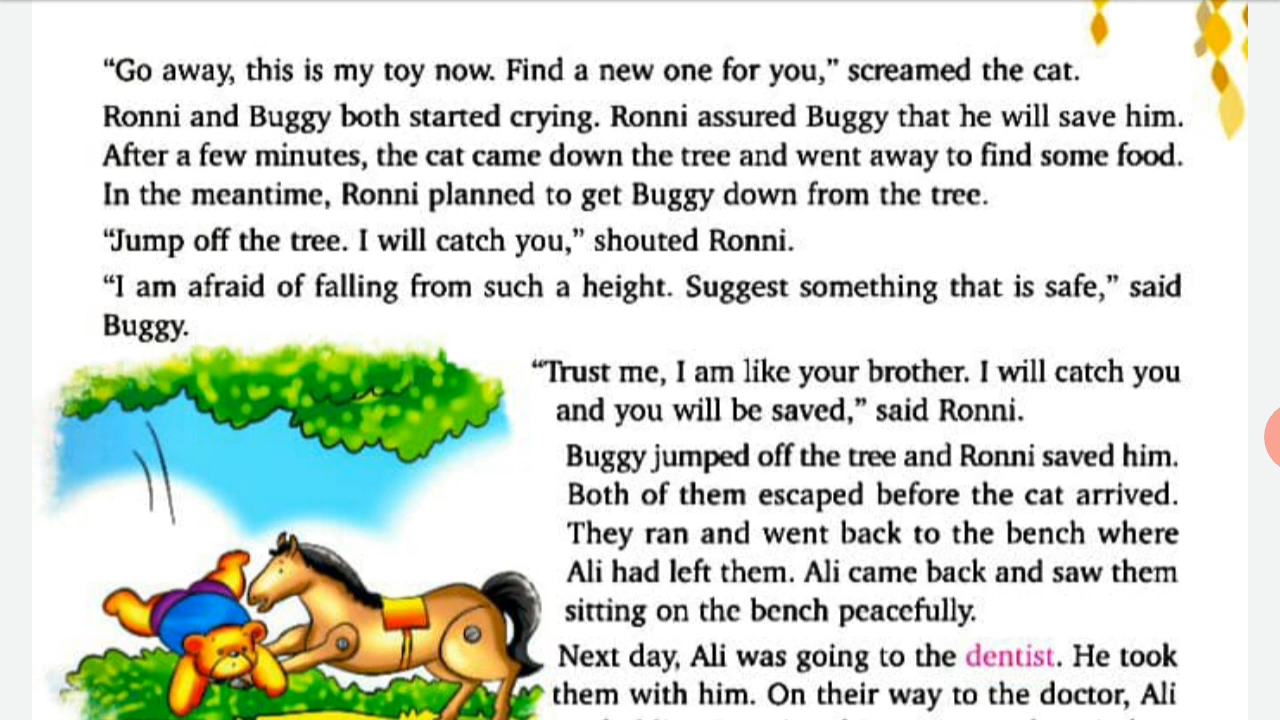 “Go away, this is my toy now. Find a new one for you,” screamed the cat.
Ronni and Buggy both started crying. Ronni assured Buggy that he will save him.
After a few minutes, the cat came down the tree and went away to find some food.
In the meantime, Ronni planned to get Buggy down from the tree.
“Jump off the tree. I will catch you,” shouted Ronni.
“I am afraid of falling from such a height. Suggest something that is safe,” said
Buggy.
“Trust me, I am like your brother. I will catch you
and you will be saved,” said Ronni.
Buggy jumped off the tree and Ronni saved him.
Both of them escaped before the cat arrived.
They ran and went back to the bench where
Ali had left them. Ali came back and saw them
sitting on the bench peacefully.
Next day, Ali was going to the dentist. He took
them with him. On their way to the doctor, Ali